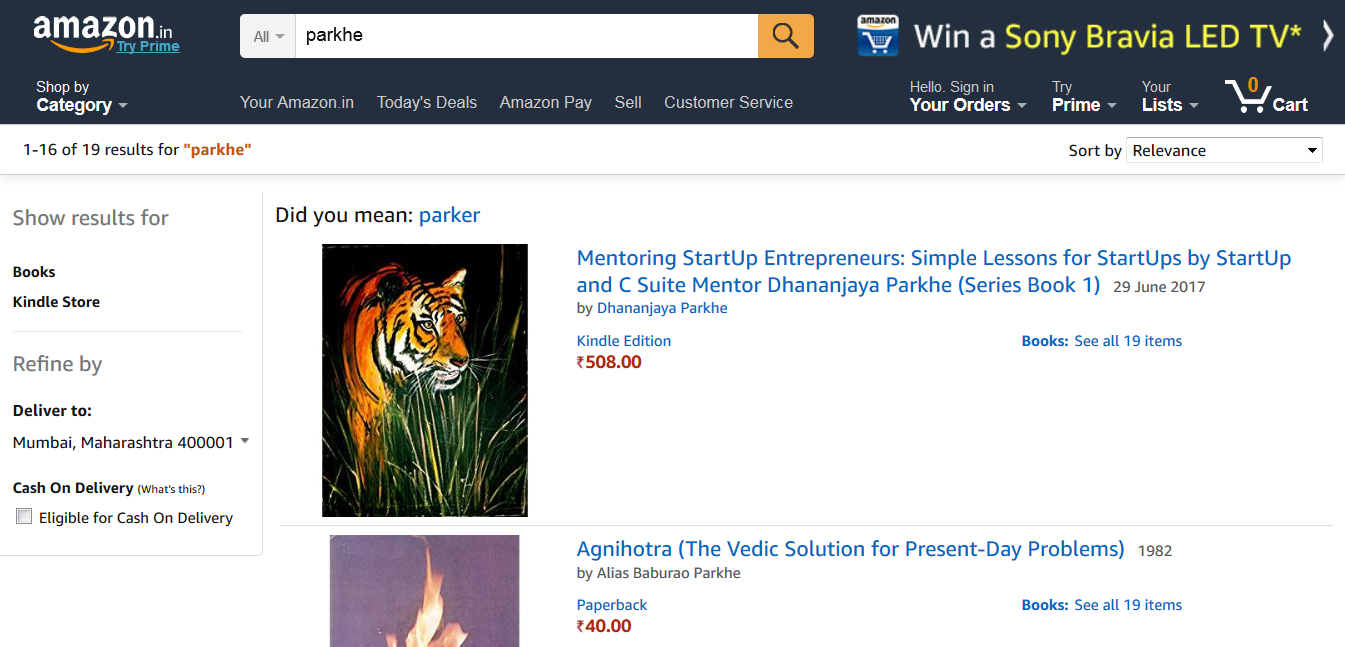 amazon.in
Try Prime
All
parkhe
amazon
Win a Sony Bravia LED TV*
Shop by
Category
Your Amazon.in
Today's Deals
Amazon Pay
Sell
Customer Service
Hello. Sign in
Your Orders
Try
Prime
Your
Lists
0
Cart
1-16 of 19 results for "parkhe"
Sort by Relevance
Show results for
Books
Kindle Store
Refine by
Deliver to:
Mumbai, Maharashtra 400001
Cash On Delivery (What's this?)
Eligible for Cash On Delivery
Did you mean: parker
Mentoring StartUp Entrepreneurs: Simple Lessons for StartUps by StartUp
and C Suite Mentor Dhananjaya Parkhe (Series Book 1) 29 June 2017
by Dhananjaya Parkhe
Kindle Edition
₹508.00
Books: See all 19 items
Agnihotra (The Vedic Solution for Present-Day Problems) 1982
by Alias Baburao Parkhe
Paperback
₹40.00
Books: See all 19 items